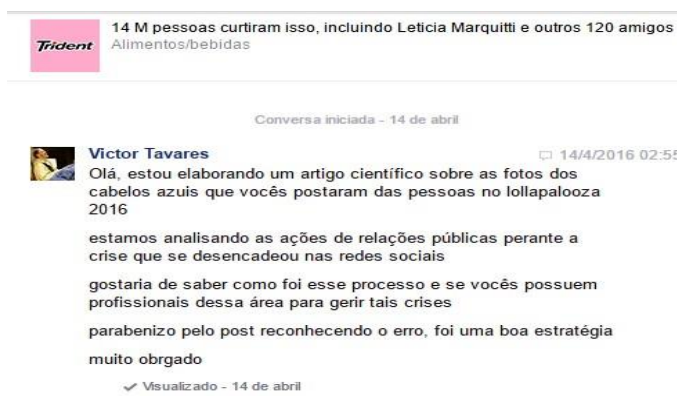 14 M pessoas curtiram isso, incluindo Leticia Marquitti e outros 120 amigos
Trident
Alimentos/bebidas
Conversa iniciada - 14 de abril
Victor Tavares
14/4/2016 02:55
Olá, estou elaborando um artigo científico sobre as fotos dos
cabelos azuis que vocês postaram das pessoas no lollapalooza
2016
estamos analisando as ações de relações públicas perante a
crise que se desencadeou nas redes sociais
gostaria de saber como foi esse processo e se vocês possuem
profissionais dessa área para gerir tais crises
parabenizo pelo post reconhecendo o erro, foi uma boa estratégia
muito obrgado
✓ Visualizado - 14 de abril